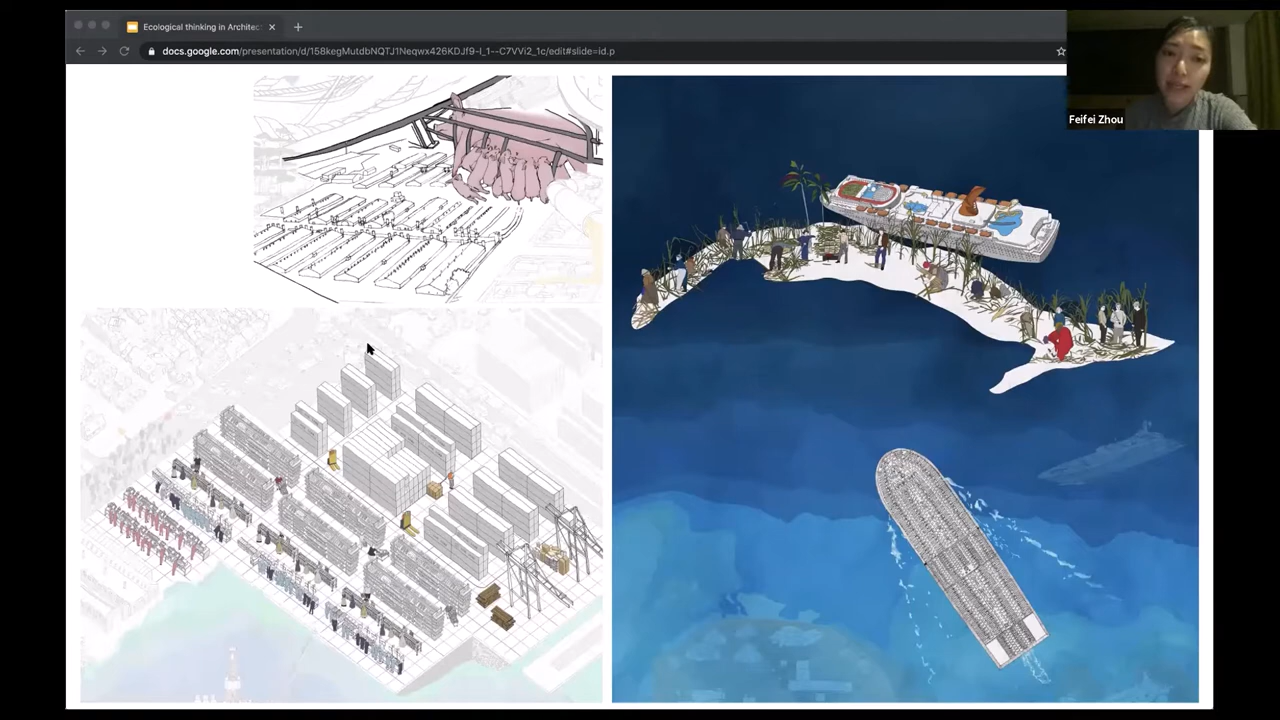 Ecological thinking in Architec
docs.google.com/presentation/d/158kegMutdbNQTJ1Neqwx426KDJf9-I_1--C7VVi2_1c/edit#slide=id.p
Feifei Zhou